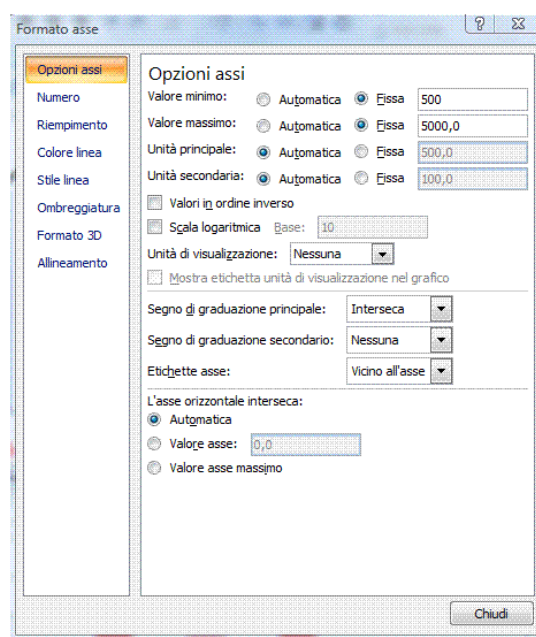 Formato asse
Opzioni assi
Numero
Riempimento
Colore linea
Stile linea
Ombreggiatura
Formato 3D
Allineamento
Opzioni assi
Valore minimo: Automatica Fissa 500
Valore massimo: Automatica Fissa 5000,0
Unità principale: Automatica Fissa 500,0
Unità secondaria: Automatica Fissa 100,0
Valori in ordine inverso
Scala logaritmica Base: 10
Unità di visualizzazione: Nessuna
Mostra etichetta unità di visualizzazione nel grafico
Segno di graduazione principale: Interseca
Segno di graduazione secondario: Nessuna
Etichette asse: Vicino all'asse
L'asse orizzontale interseca:
Automatica
Valore asse: 0,0
Valore asse massimo
Chiudi